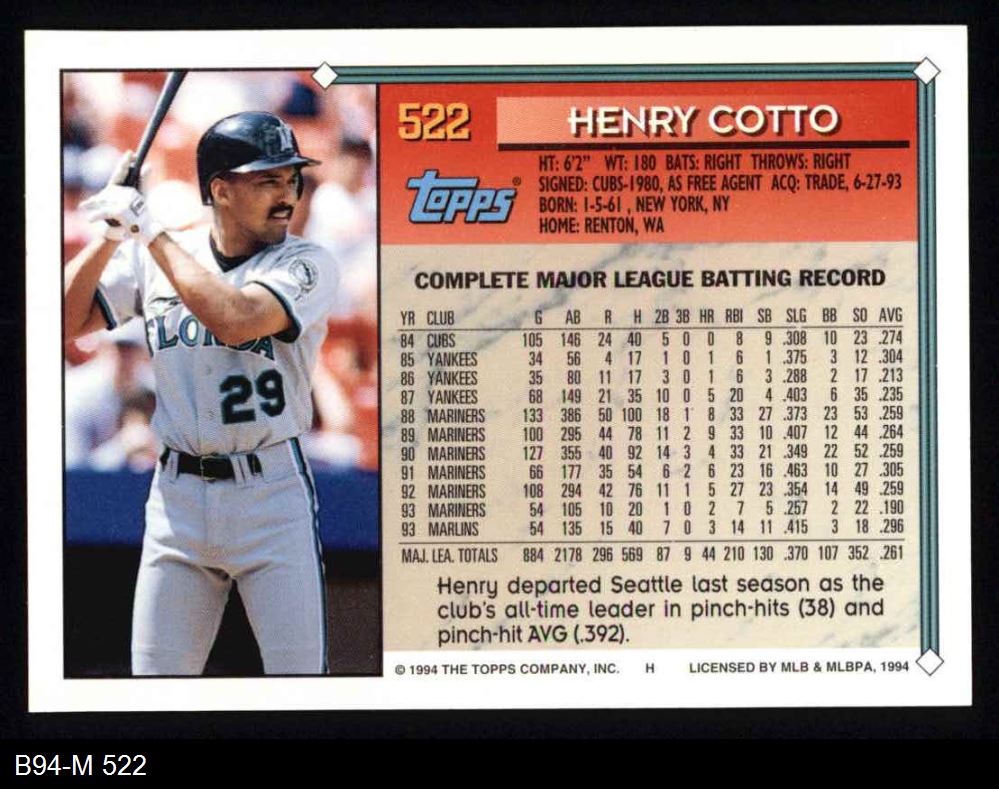 522 HENRY COTTO
TOPPS®
HT: 6'2" WT: 180 BATS: RIGHT THROWS: RIGHT
SIGNED: CUBS-1980, AS FREE AGENT ACQ: TRADE, 6-27-93
BORN: 1-5-61, NEW YORK, NY
HOME: RENTON, WA
FLORIDA
29
COMPLETE MAJOR LEAGUE BATTING RECORD
YR CLUB G AB R H 2B 3B HR RBI SB SLG BB SO AVG
84 CUBS 105 146 24 40 5 0 0 8 9 .308 10 23 .274
85 YANKEES 34 56 4 17 1 0 1 6 1 .375 3 12 .304
86 YANKEES 35 80 11 17 3 0 1 6 3 .288 2 17 .213
87 YANKEES 68 149 21 35 10 0 5 20 4 .403 6 35 .235
88 MARINERS 133 386 50 100 18 1 8 33 27 .373 23 53 .259
89 MARINERS 100 295 44 78 11 2 9 33 10 .407 12 44 .264
90 MARINERS 127 355 40 92 14 3 4 33 21 .349 22 52 .259
91 MARINERS 66 177 35 54 6 2 6 23 16 .463 10 27 .305
92 MARINERS 108 294 42 76 11 1 5 27 23 .354 14 49 .259
93 MARINERS 54 105 10 20 1 0 2 7 5 .257 2 22 .190
93 MARLINS 54 135 15 40 7 0 3 14 11 .415 3 18 .296
MAJ. LEA. TOTALS 884 2178 296 569 87 9 44 210 130 .370 107 352 .261
Henry departed Seattle last season as the
club's all-time leader in pinch-hits (38) and
pinch-hit AVG (.392).
© 1994 THE TOPPS COMPANY, INC. H LICENSED BY MLB & MLBPA, 1994
B94-M 522